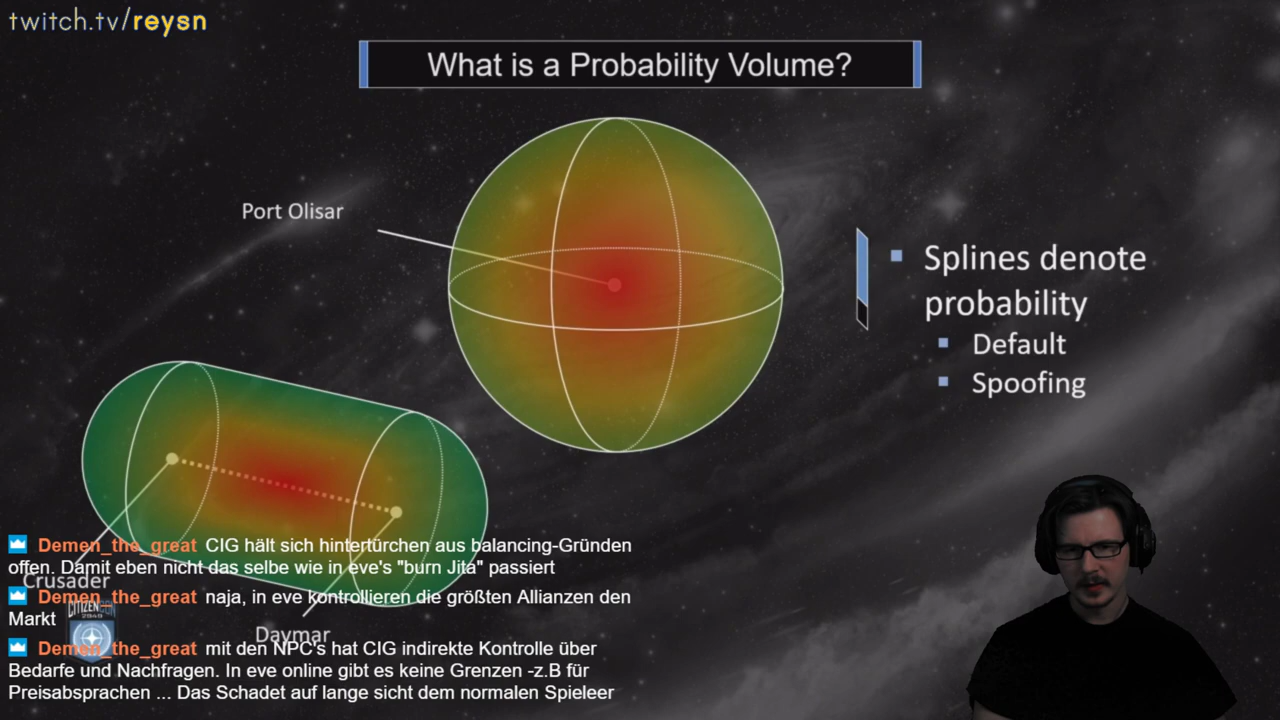 twitch.tv/reysn
What is a Probability Volume?
Port Olisar
Splines denote
probability
Default
Spoofing
Demen_the_great CIG hält sich hintertürchen aus balancing-Gründen
offen. Damit eben nicht das selbe wie in eve's "burn Jita" passiert
Crusader
Demen_the_great naja, in eve kontrollieren die größten Allianzen den
Markt
CITIZENCON
Daymar
Demen_the_great mit den NPC's hat CIG indirekte Kontrolle über
Bedarfe und Nachfragen. In eve online gibt es keine Grenzen -z.B für
Preisabsprachen ... Das Schadet auf lange sicht dem normalen Spieleer